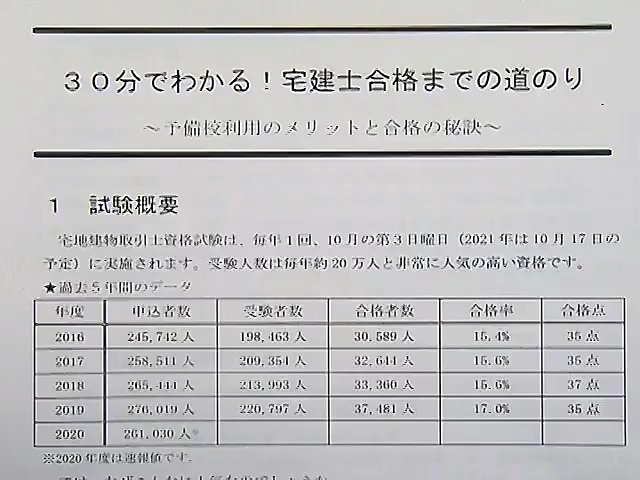 30分でわかる！宅建士合格までの道のり
～予備校利用のメリットと合格の秘訣～
1 試験概要
宅地建物取引士資格試験は、毎年1回、10月の第3日曜日（2021年は10月17日の
予定）に実施されます。受験人数は毎年約20万人と非常に人気の高い資格です。
★過去5年間のデータ
年度 申込者数 受験者数 合格者数 合格率 合格点
2016 245,742人 198,463人 30,589人 15.4% 35点
2017 258,511人 209,354人 32,644人 15.6% 35点
2018 265,444人 213,993人 33,360人 15.6% 37点
2019 276,019人 220,797人 37,481人 17.0% 35点
2020 261,030人※
※2020年度は速報値です。